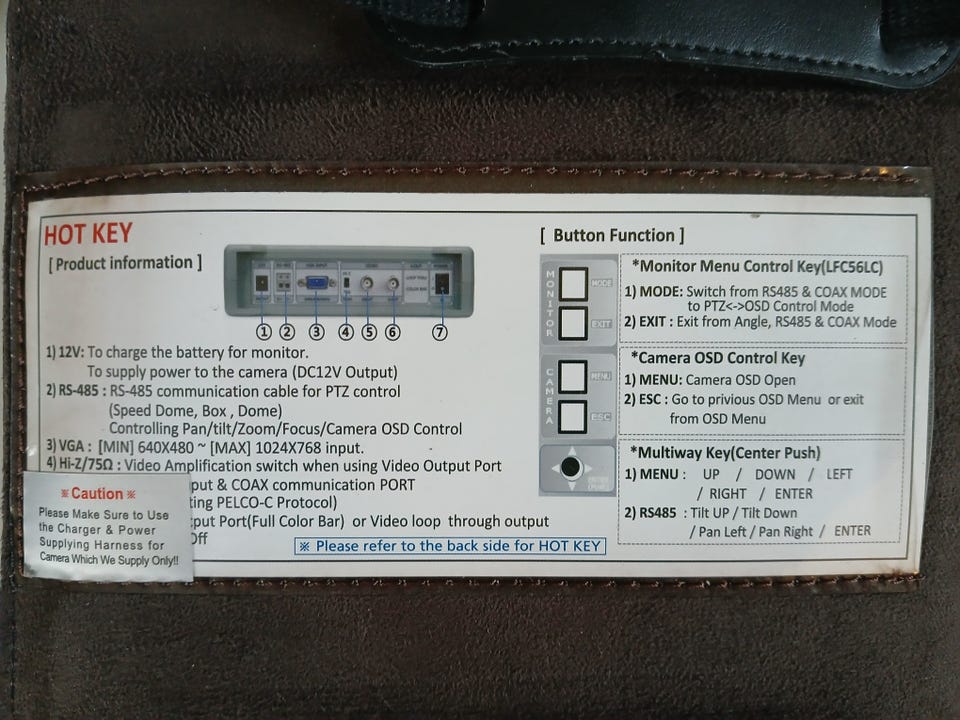 HOT KEY
[ Product information ]
① ② ③ ④ ⑤ ⑥ ⑦
1) 12V: To charge the battery for monitor.
To supply power to the camera (DC12V Output)
2) RS-485 : RS-485 communication cable for PTZ control
(Speed Dome, Box , Dome)
Controlling Pan/tilt/Zoom/Focus/Camera OSD Control
3) VGA : [MIN] 640X480 ~ [MAX] 1024X768 input.
4) Hi-Z/75Ω : Video Amplification switch when using Video Output Port
put & COAX communication PORT
ting PELCO-C Protocol)
tput Port(Full Color Bar) or Video loop through output
Off
※ Caution ※
Please Make Sure to Use
the Charger & Power
Supplying Harness for
Camera Which We Supply Only!!
※ Please refer to the back side for HOT KEY
[ Button Function ]
MONITOR
MODE
EXIT
CAMERA
MENU
ESC
*Monitor Menu Control Key(LFC56LC)
1) MODE: Switch from RS485 & COAX MODE
to PTZ<->OSD Control Mode
2) EXIT : Exit from Angle, RS485 & COAX Mode
*Camera OSD Control Key
1) MENU: Camera OSD Open
2) ESC : Go to privious OSD Menu or exit
from OSD Menu
*Multiway Key(Center Push)
1) MENU : UP / DOWN / LEFT
/ RIGHT / ENTER
2) RS485 : Tilt UP / Tilt Down
/ Pan Left / Pan Right / ENTER